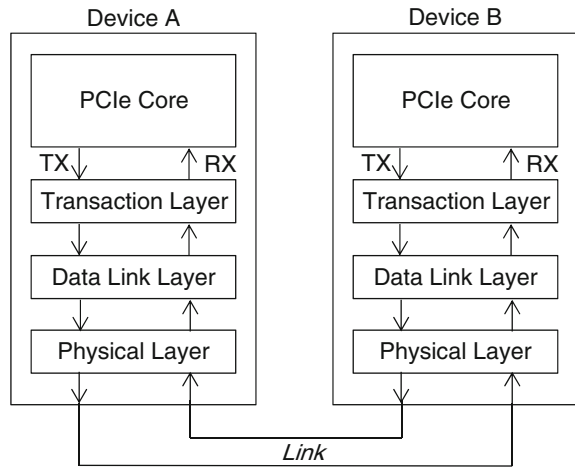 Device A
PCIe Core
TX
RX
Transaction Layer
Data Link Layer
Physical Layer
Device B
PCIe Core
TX
RX
Transaction Layer
Data Link Layer
Physical Layer
Link